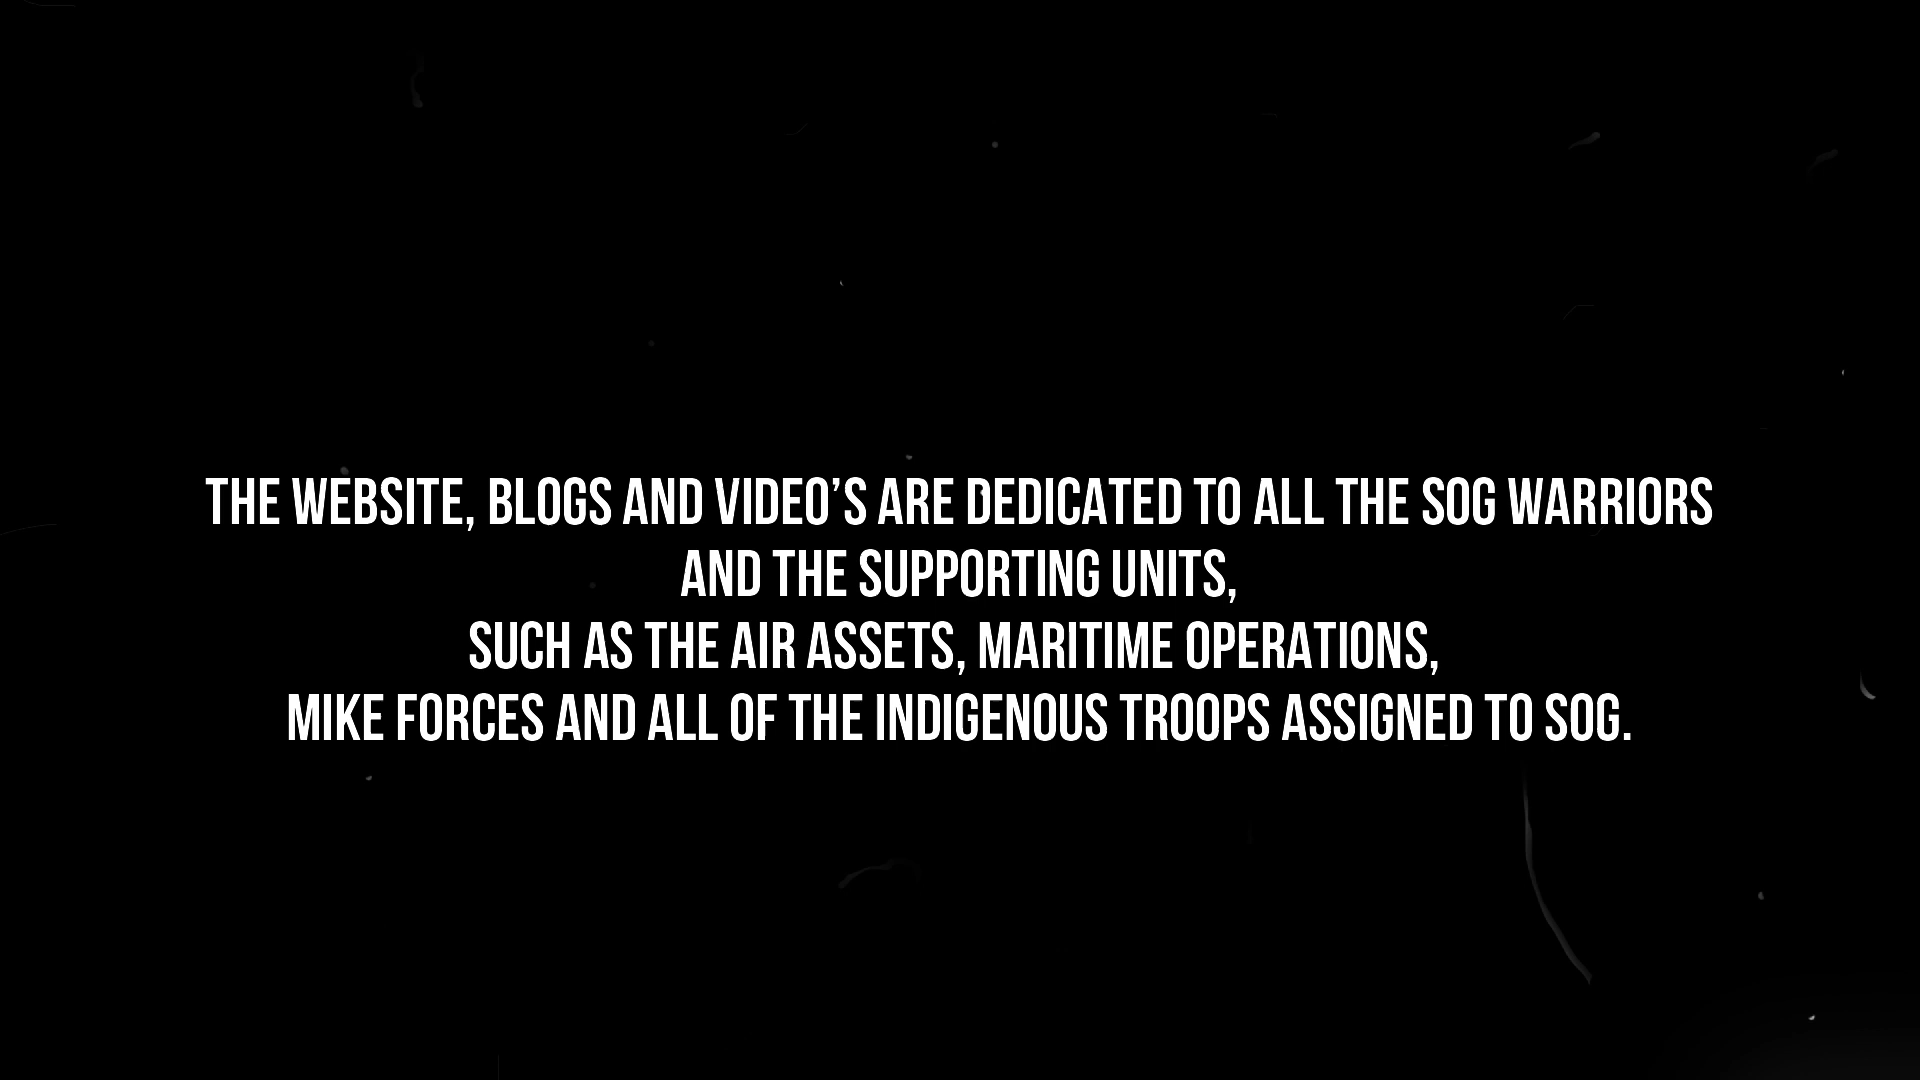 THE WEBSITE, BLOGS AND VIDEO’S ARE DEDICATED TO ALL THE SOG WARRIORS
AND THE SUPPORTING UNITS,
SUCH AS THE AIR ASSETS, MARITIME OPERATIONS,
MIKE FORCES AND ALL OF THE INDIGENOUS TROOPS ASSIGNED TO SOG.